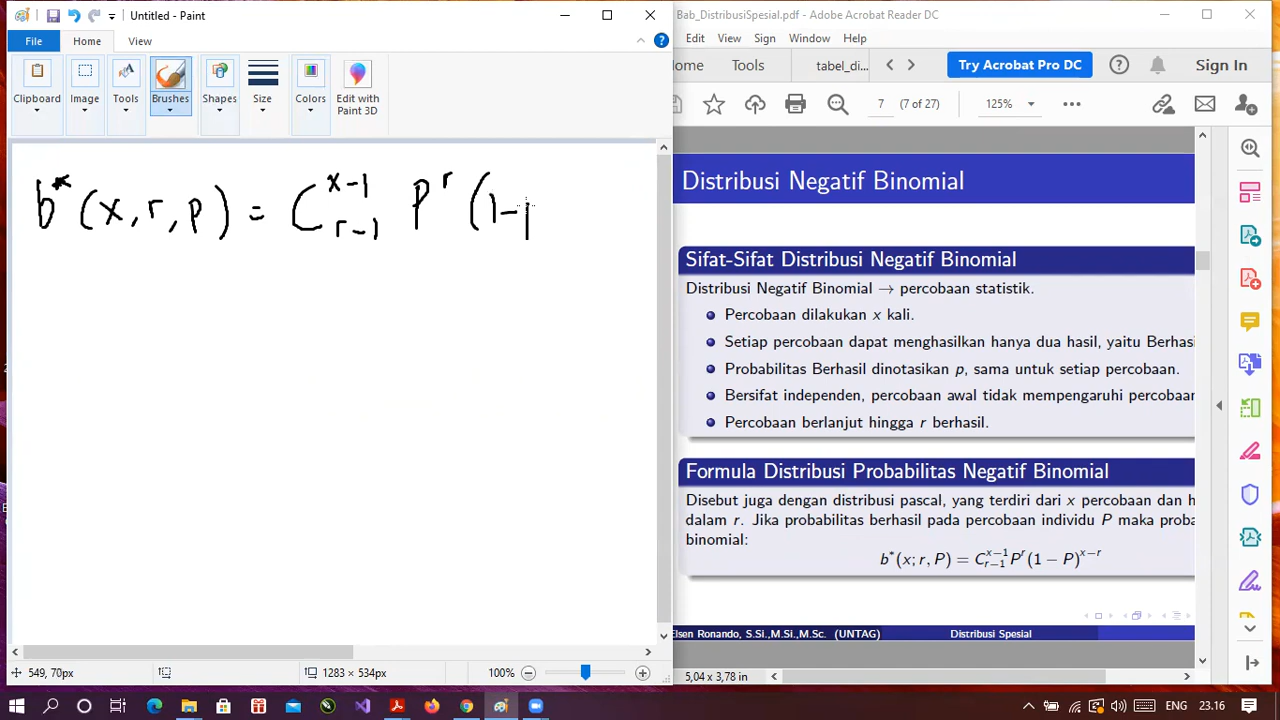 Untitled - Paint
File
Home
View
Clipboard
Image
Tools
Brushes
Shapes
Size
Colors
Edit with
Paint 3D
b*(x,r,p) = C x-1 r-1 P r (1-
549, 70px
1283 × 534px
100%
Bab_DistribusiSpesial.pdf - Adobe Acrobat Reader DC
Edit View Sign Window Help
ome Tools tabel_di... Try Acrobat Pro DC Sign In
7 (7 of 27) 125%
Distribusi Negatif Binomial
Sifat-Sifat Distribusi Negatif Binomial
Distribusi Negatif Binomial → percobaan statistik.
Percobaan dilakukan x kali.
Setiap percobaan dapat menghasilkan hanya dua hasil, yaitu Berhasi
Probabilitas Berhasil dinotasikan p, sama untuk setiap percobaan.
Bersifat independen, percobaan awal tidak mempengaruhi percobaan
Percobaan berlanjut hingga r berhasil.
Formula Distribusi Probabilitas Negatif Binomial
Disebut juga dengan distribusi pascal, yang terdiri dari x percobaan dan h
dalam r. Jika probabilitas berhasil pada percobaan individu P maka proba
binomial:
b*(x; r, P) = C x−1 r−1 P r (1 − P) x−r
Elsen Ronando, S.Si.,M.Si.,M.Sc. (UNTAG) Distribusi Spesial
5,04 x 3,78 in
ENG 23.16